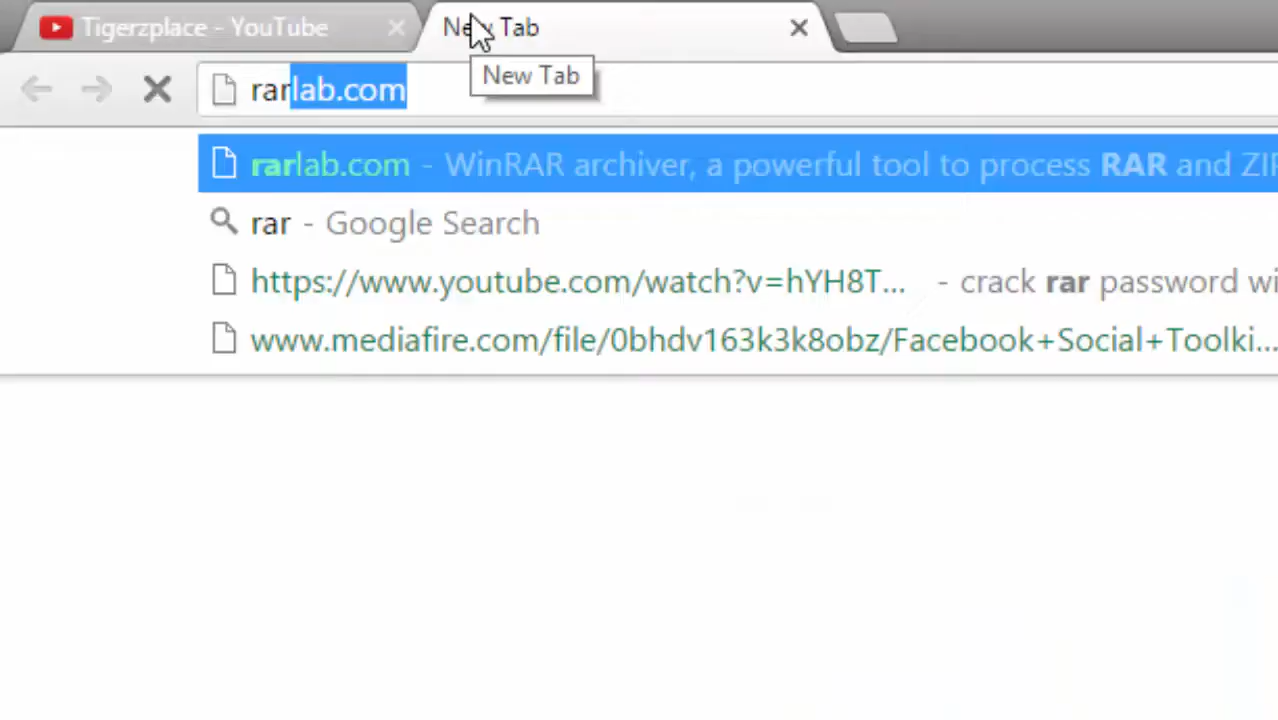 Tigerzplace - YouTube
New Tab
New Tab
rarlab.com
rarlab.com - WinRAR archiver, a powerful tool to process RAR and ZIP
rar - Google Search
https://www.youtube.com/watch?v=hYH8T... - crack rar password wi
www.mediafire.com/file/0bhdv163k3k8obz/Facebook+Social+Toolki...